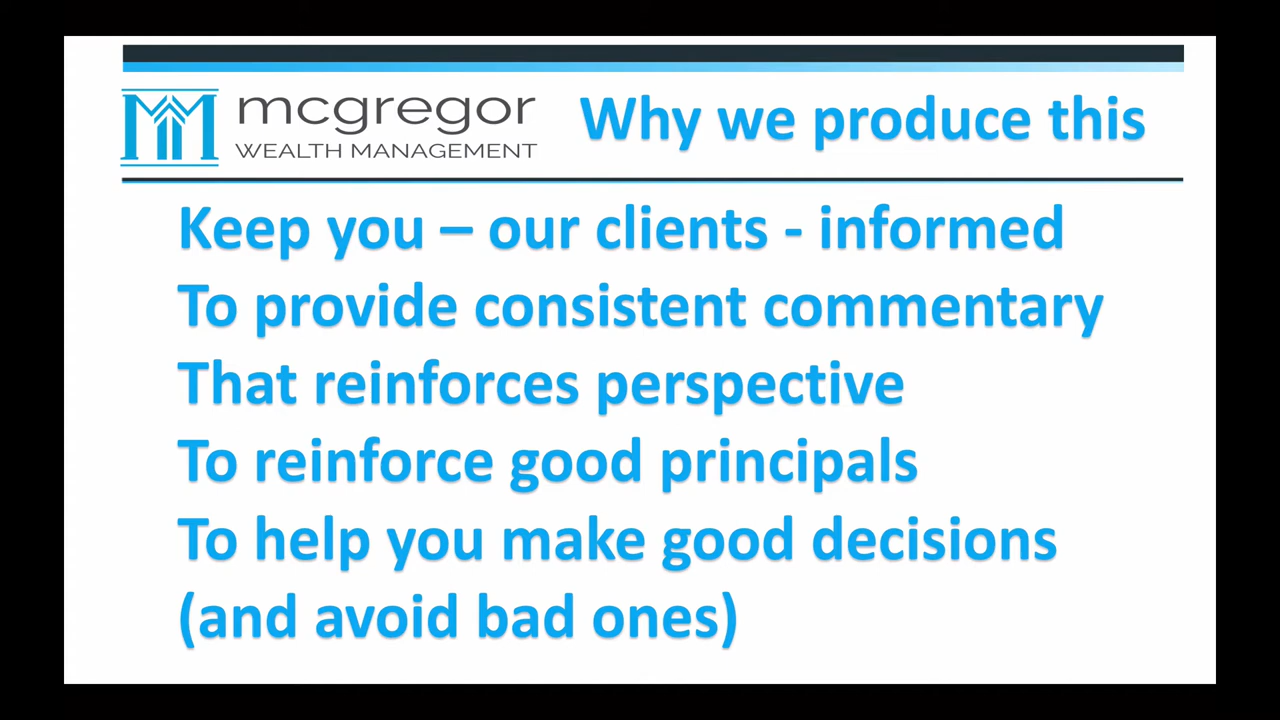 mcgregor
WEALTH MANAGEMENT
Why we produce this
Keep you – our clients - informed
To provide consistent commentary
That reinforces perspective
To reinforce good principals
To help you make good decisions
(and avoid bad ones)